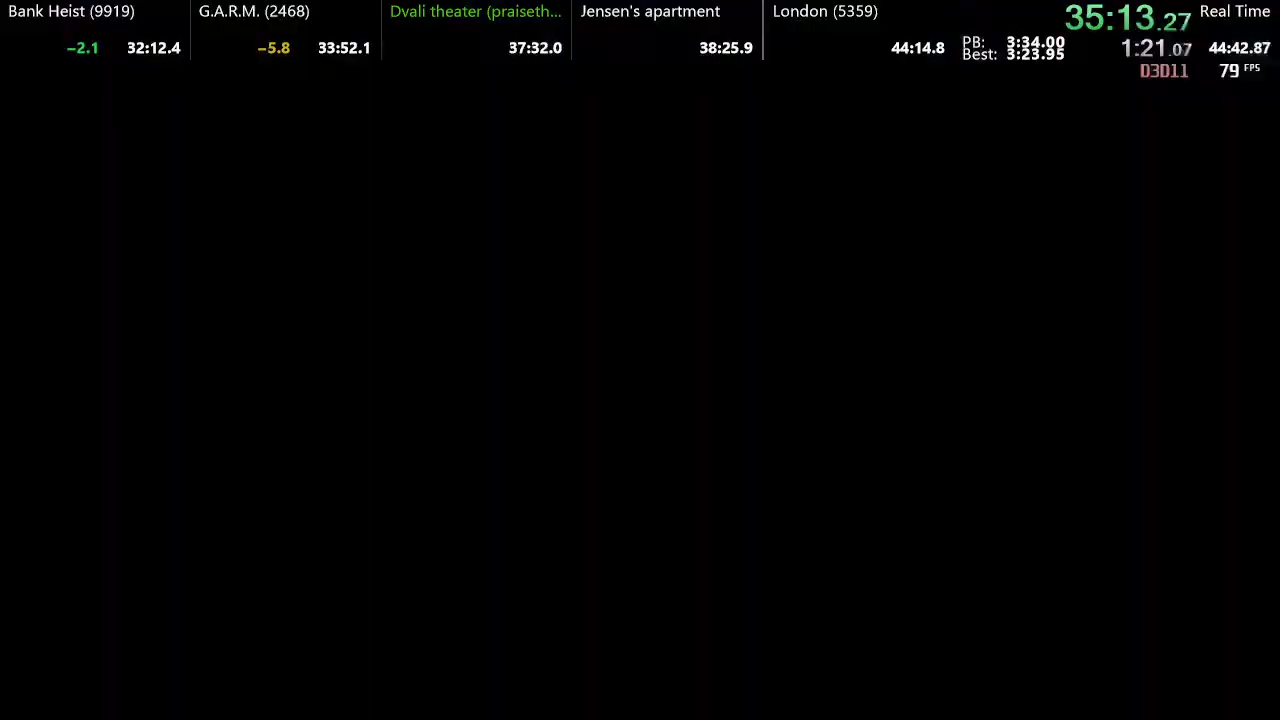 Bank Heist (9919)
−2.1 32:12.4
G.A.R.M. (2468)
−5.8 33:52.1
Dvali theater (praiseth...
37:32.0
Jensen's apartment
38:25.9
London (5359)
44:14.8
PB: 3:34.00
Best: 3:23.95
35:13.27
1:21.07
D3D11
Real Time
44:42.87
79 FPS